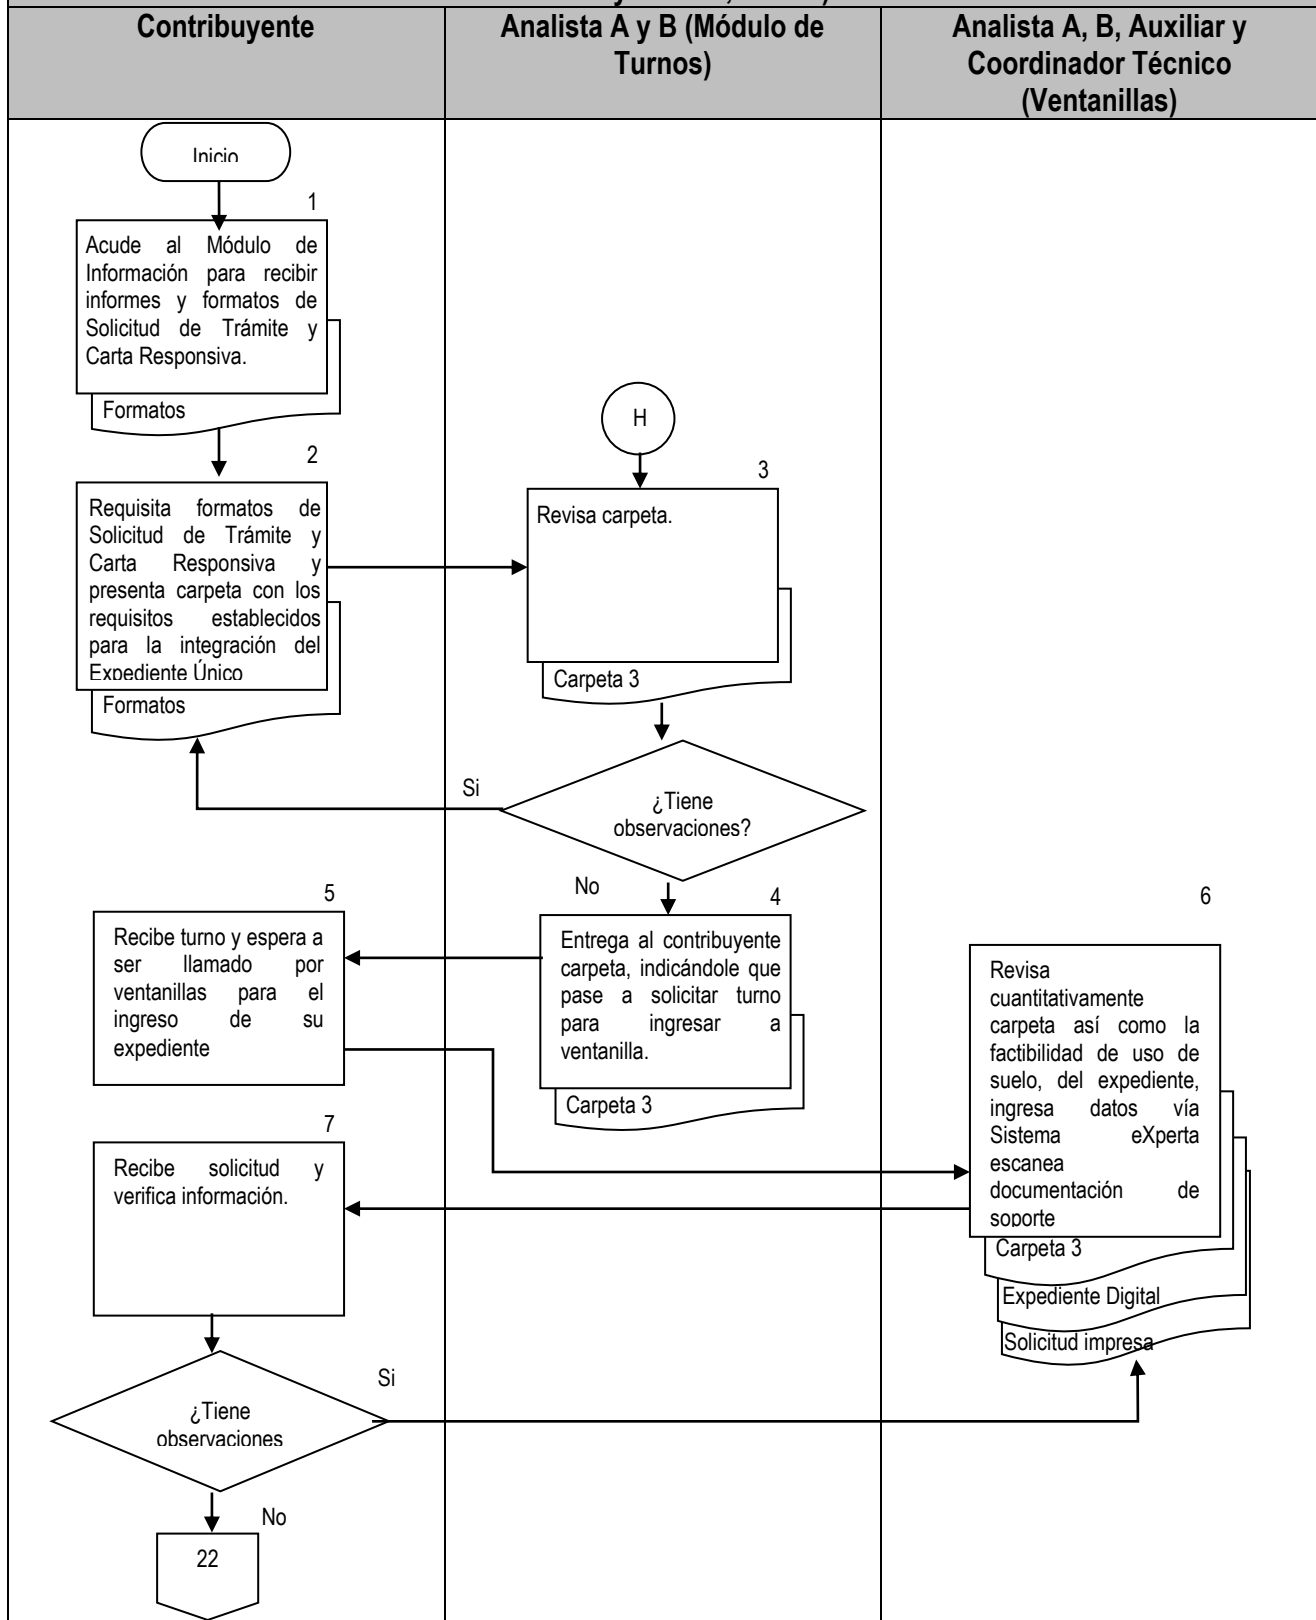 Contribuyente
Analista A y B (Módulo de
Turnos)
Analista A, B, Auxiliar y
Coordinador Técnico
(Ventanillas)
Inicio
1
Acude al Módulo de
Información para recibir
informes y formatos de
Solicitud de Trámite y
Carta Responsiva.
Formatos
2
Requisita formatos de
Solicitud de Trámite y
Carta Responsiva y
presenta carpeta con los
requisitos establecidos
para la integración del
Expediente Único
Formatos
H
3
Revisa carpeta.
Carpeta 3
¿Tiene
observaciones?
Si
No
4
Entrega al contribuyente
carpeta, indicándole que
pase a solicitar turno
para ingresar a
ventanilla.
Carpeta 3
5
Recibe turno y espera a
ser llamado por
ventanillas para el
ingreso de su
expediente
6
Revisa
cuantitativamente
carpeta así como la
factibilidad de uso de
suelo, del expediente,
ingresa datos vía
Sistema eXperta
escanea
documentación de
soporte
Carpeta 3
Expediente Digital
Solicitud impresa
7
Recibe solicitud y
verifica información.
¿Tiene
observaciones
Si
No
22